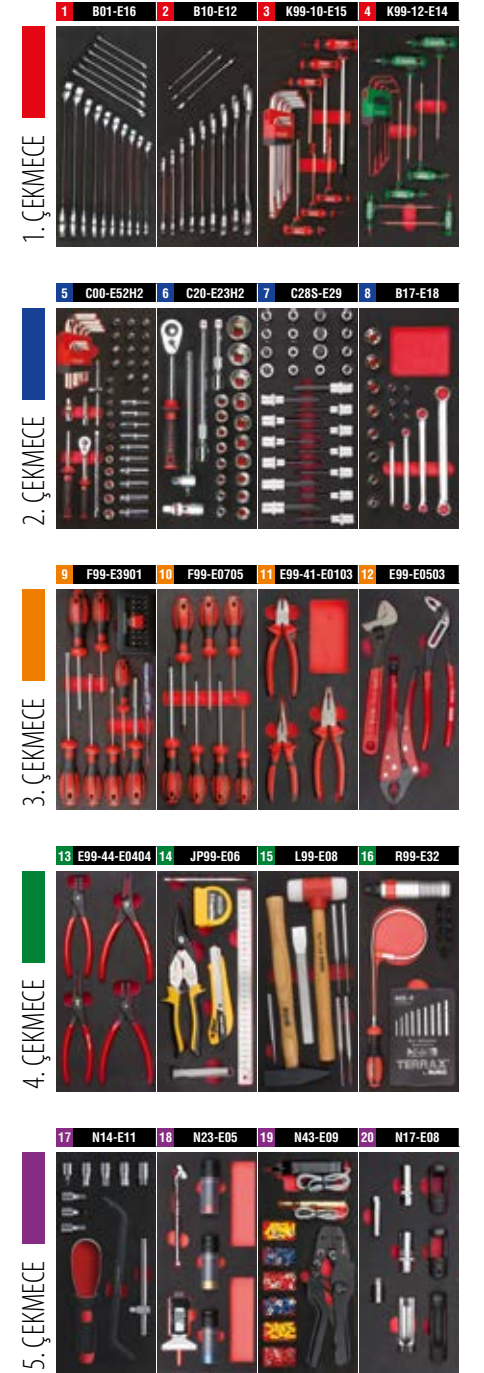 1 B01-E16 2 B10-E12 3 K99-10-E15 4 K99-12-E14
1. ÇEKMECE
5 C00-E52H2 6 C20-E23H2 7 C28S-E29 8 B17-E18
2. ÇEKMECE
9 F99-E3901 10 F99-E0705 11 E99-41-E0103 12 E99-E0503
3. ÇEKMECE
13 E99-44-E0404 14 JP99-E06 15 L99-E08 16 R99-E32
TERRAX
4. ÇEKMECE
17 N14-E11 18 N23-E05 19 N43-E09 20 N17-E08
5. ÇEKMECE